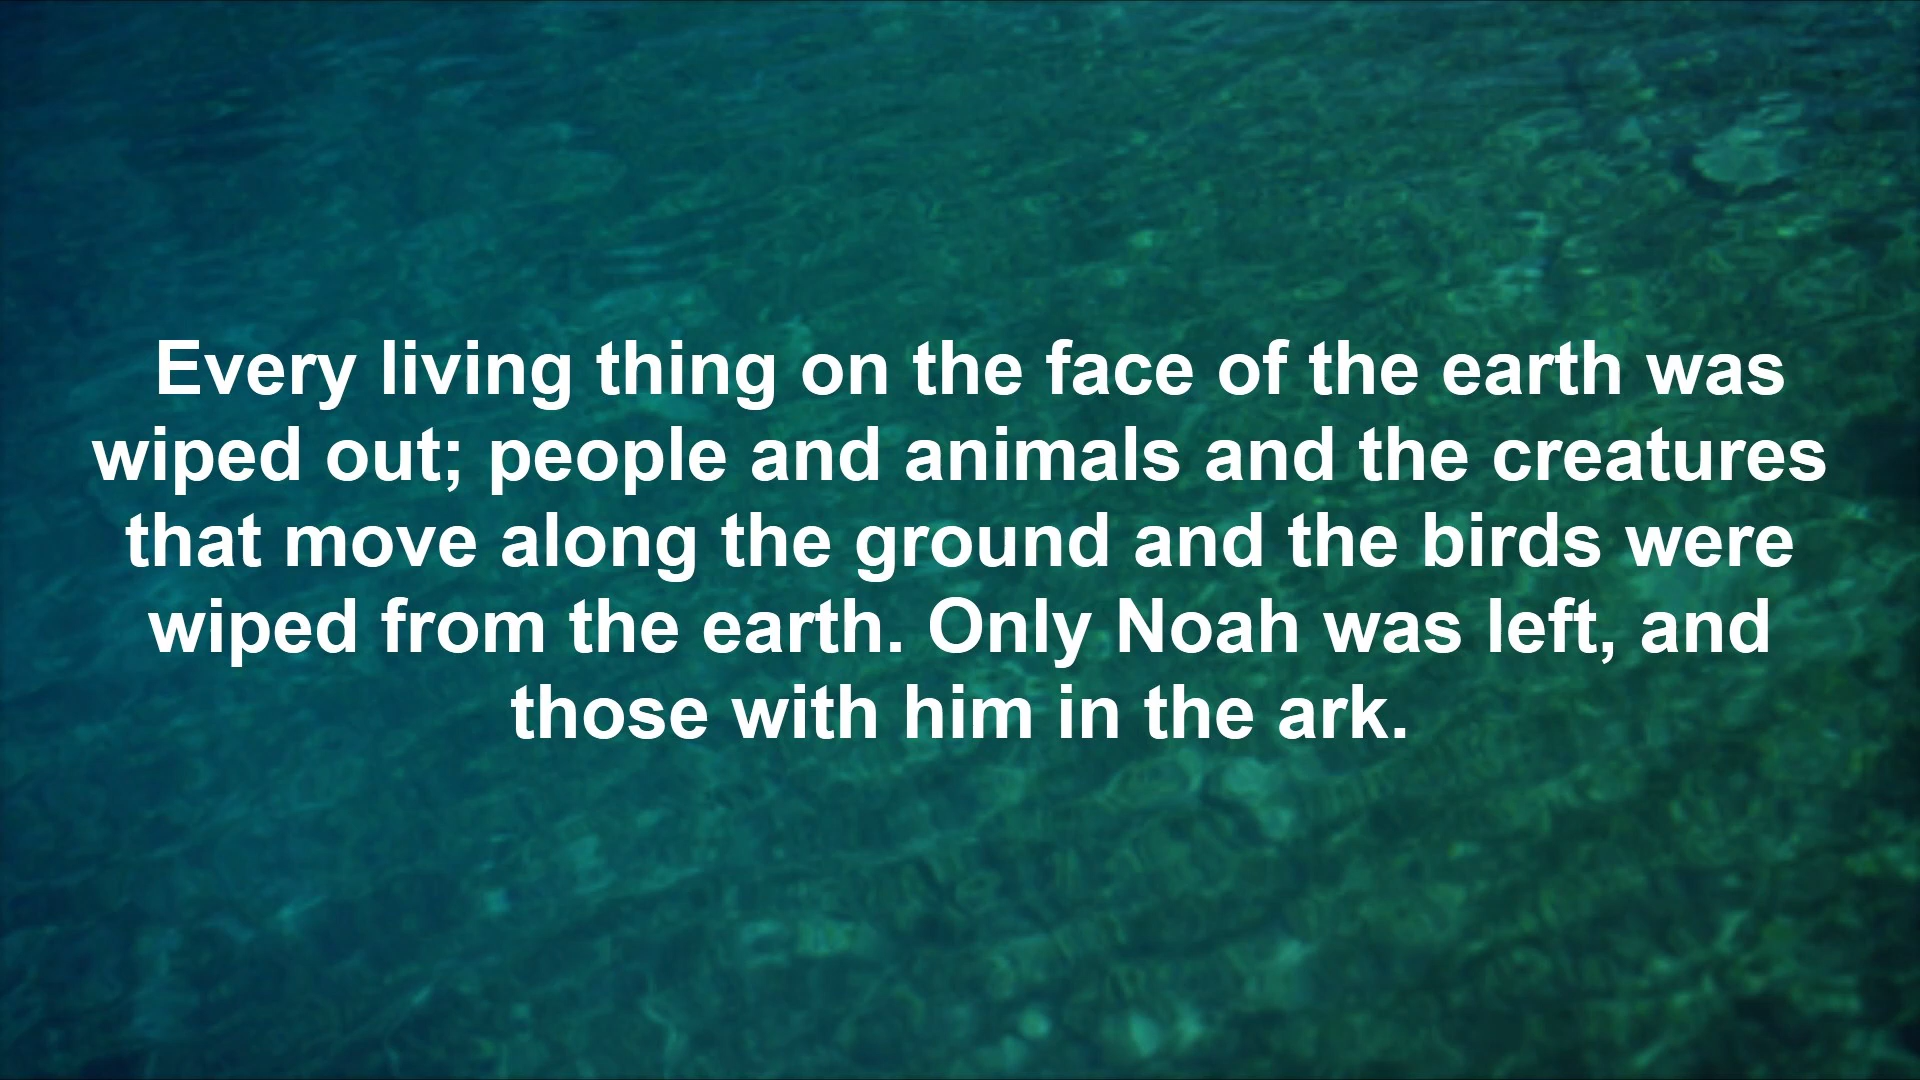 Every living thing on the face of the earth was
wiped out; people and animals and the creatures
that move along the ground and the birds were
wiped from the earth. Only Noah was left, and
those with him in the ark.